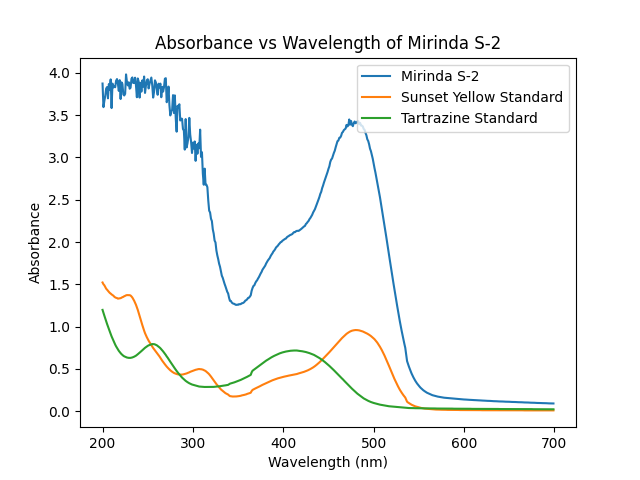 Absorbance vs Wavelength of Mirinda S-2
Mirinda S-2
Sunset Yellow Standard
Tartrazine Standard
4.0
3.5
3.0
2.5
2.0
1.5
1.0
0.5
0.0
Absorbance
200 300 400 500 600 700
Wavelength (nm)